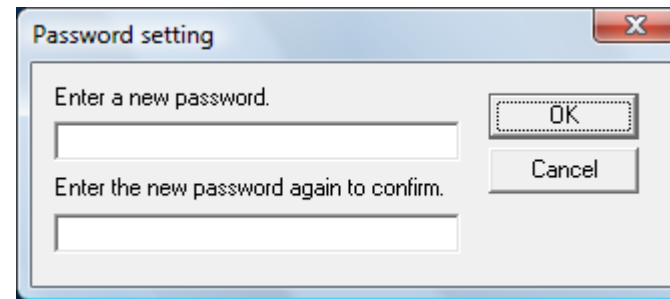 Password setting
Enter a new password.
OK
Cancel
Enter the new password again to confirm.